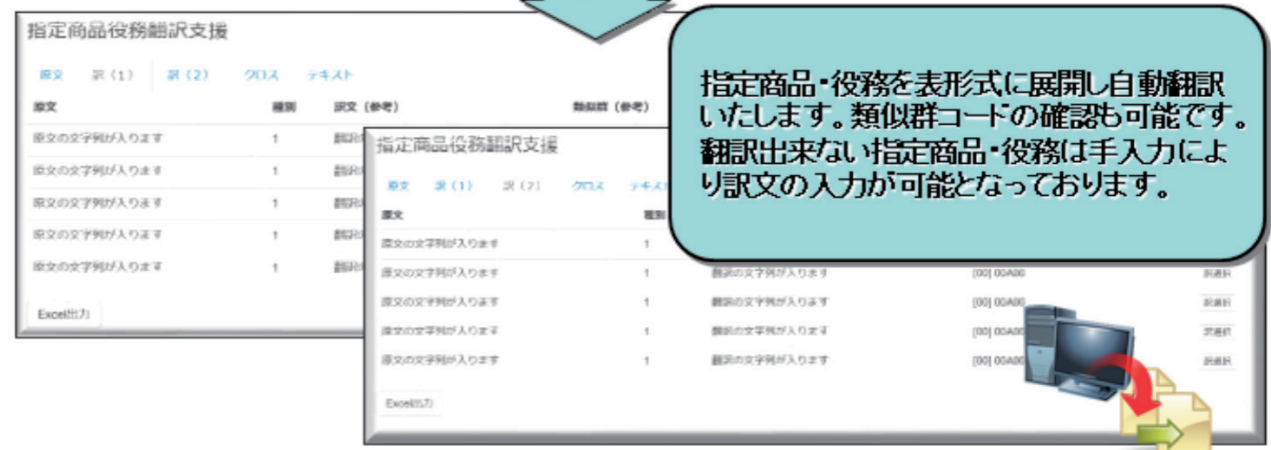 指定商品役務翻訳支援
原文 訳（1） 訳（2） クロス テキスト
原文 種別 訳文（参考） 類似群（参考）
原文の文字列が入ります 1
原文の文字列が入ります 1
原文の文字列が入ります 1
原文の文字列が入ります 1
原文の文字列が入ります 1
Excel出力
指定商品役務翻訳支援
原文 訳（1） 訳（2） クロス
原文 種別
原文の文字列が入ります 1
原文の文字列が入ります 1 翻訳の文字列が入ります [00] 00A00 訳選択
原文の文字列が入ります 1 翻訳の文字列が入ります [00] 00A00 訳選択
原文の文字列が入ります 1 翻訳の文字列が入ります [00] 00A00 訳選択
原文の文字列が入ります 1 翻訳の文字列が入ります [00] 00A00 訳選択
Excel出力
指定商品・役務を表形式に展開し自動翻訳
いたします。類似群コードの確認も可能です。
翻訳出来ない指定商品・役務は手入力によ
り訳文の入力が可能となっております。